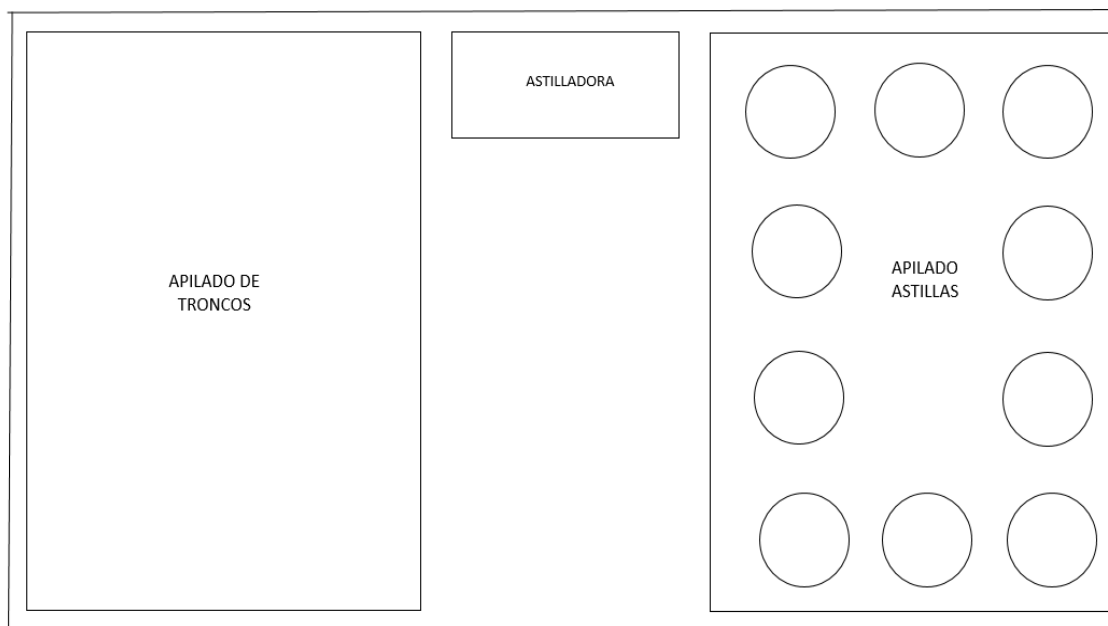 ASTILLADORA
APILADO DE
TRONCOS
APILADO
ASTILLAS